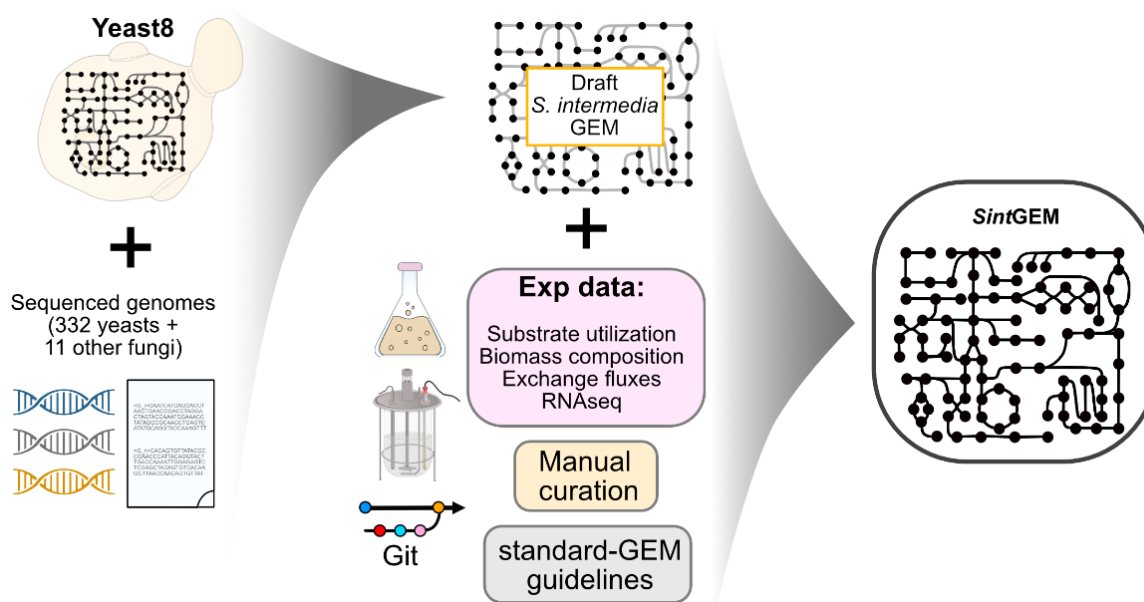 Yeast8
Sequenced genomes
(332 yeasts +
11 other fungi)
Draft
S. intermedia
GEM
Exp data:
Substrate utilization
Biomass composition
Exchange fluxes
RNAseq
Manual
curation
Git
standard-GEM
guidelines
SintGEM